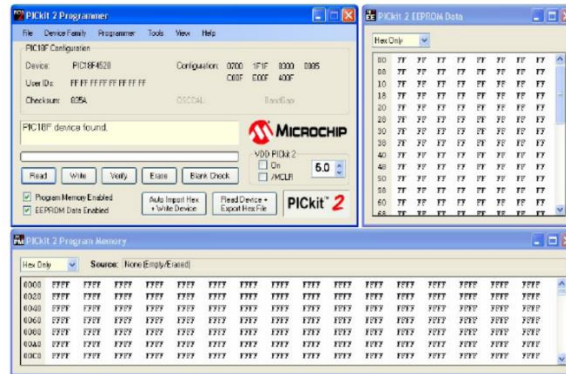 PICkit 2 Programmer
File Device Family Programmer Tools View Help
PIC18F Configuration
Device: PIC18F4520 Configuration: 0700 1F1F 8300 0085
User IDs: FF FF FF FF FF FF FF FF C00F E00F 400F
Checksum: 835A OSCCAL: BandGap:
PIC18F device found.
MICROCHIP
VDD PICkit 2
On
/MCLR
5.0
Read Write Verify Erase Blank Check
Program Memory Enabled
EEPROM Data Enabled
Auto Import Hex + Write Device
Read Device + Export Hex File
PICkit™ 2
PICkit 2 EEPROM Data
Hex Only
00 FF FF FF FF FF FF FF FF
08 FF FF FF FF FF FF FF FF
10 FF FF FF FF FF FF FF FF
18 FF FF FF FF FF FF FF FF
20 FF FF FF FF FF FF FF FF
28 FF FF FF FF FF FF FF FF
30 FF FF FF FF FF FF FF FF
38 FF FF FF FF FF FF FF FF
40 FF FF FF FF FF FF FF FF
48 FF FF FF FF FF FF FF FF
50 FF FF FF FF FF FF FF FF
58 FF FF FF FF FF FF FF FF
60 FF FF FF FF FF FF FF FF
68 FF FF FF FF FF FF FF FF
PICkit 2 Program Memory
Hex Only Source: None (Empty/Erased)
0000 FFFF FFFF FFFF FFFF FFFF FFFF FFFF FFFF FFFF FFFF FFFF FFFF FFFF FFFF FFFF FFFF
0020 FFFF FFFF FFFF FFFF FFFF FFFF FFFF FFFF FFFF FFFF FFFF FFFF FFFF FFFF FFFF FFFF
0040 FFFF FFFF FFFF FFFF FFFF FFFF FFFF FFFF FFFF FFFF FFFF FFFF FFFF FFFF FFFF FFFF
0060 FFFF FFFF FFFF FFFF FFFF FFFF FFFF FFFF FFFF FFFF FFFF FFFF FFFF FFFF FFFF FFFF
0080 FFFF FFFF FFFF FFFF FFFF FFFF FFFF FFFF FFFF FFFF FFFF FFFF FFFF FFFF FFFF FFFF
00A0 FFFF FFFF FFFF FFFF FFFF FFFF FFFF FFFF FFFF FFFF FFFF FFFF FFFF FFFF FFFF FFFF
00C0 FFFF FFFF FFFF FFFF FFFF FFFF FFFF FFFF FFFF FFFF FFFF FFFF FFFF FFFF FFFF FFFF